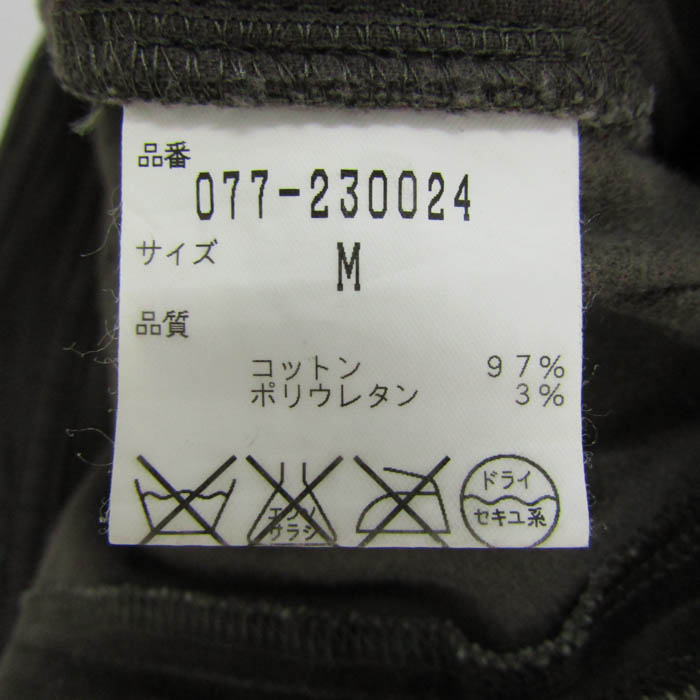 品番
077-230024
サイズ
M
品質
コットン 97%
ポリウレタン 3%
エンソ
サラシ
ドライ
セキユ系